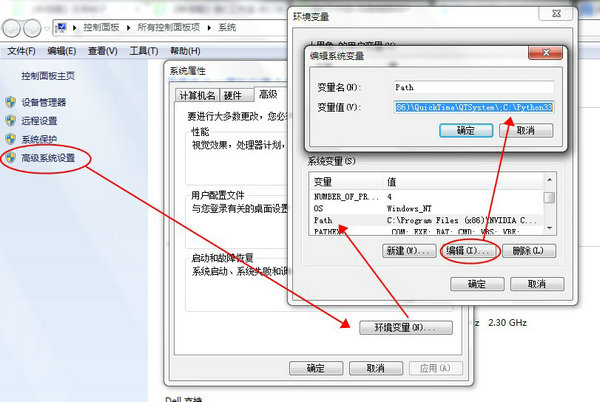 环境变量
控制面板 ▸ 所有控制面板项 ▸ 系统
文件(F) 编辑(E) 查看(V) 工具(T) 帮助(H)
控制面板主页
设备管理器
远程设置
系统保护
高级系统设置
系统属性
计算机名 硬件 高级
要进行大多数更改，您必
性能
视觉效果，处理器计划，
用户配置文件
与您登录有关的桌面设置
启动和故障恢复
系统启动、系统失败和调
环境变量(N)...
确定 取消 应用(A)
编辑系统变量
变量名(N): Path
变量值(V): 86)\QuickTime\QTSystem\;C:\Python33
确定 取消
系统变量(S)
变量 值
NUMBER_OF_PR... 4
OS Windows_NT
Path C:\Program Files (x86)\NVIDIA C...
PATHEXT .COM;.EXE;.BAT;.CMD;.VBS;.VBE;
新建(W)... 编辑(I)... 删除(L)
确定 取消
z 2.30 GHz
Dell